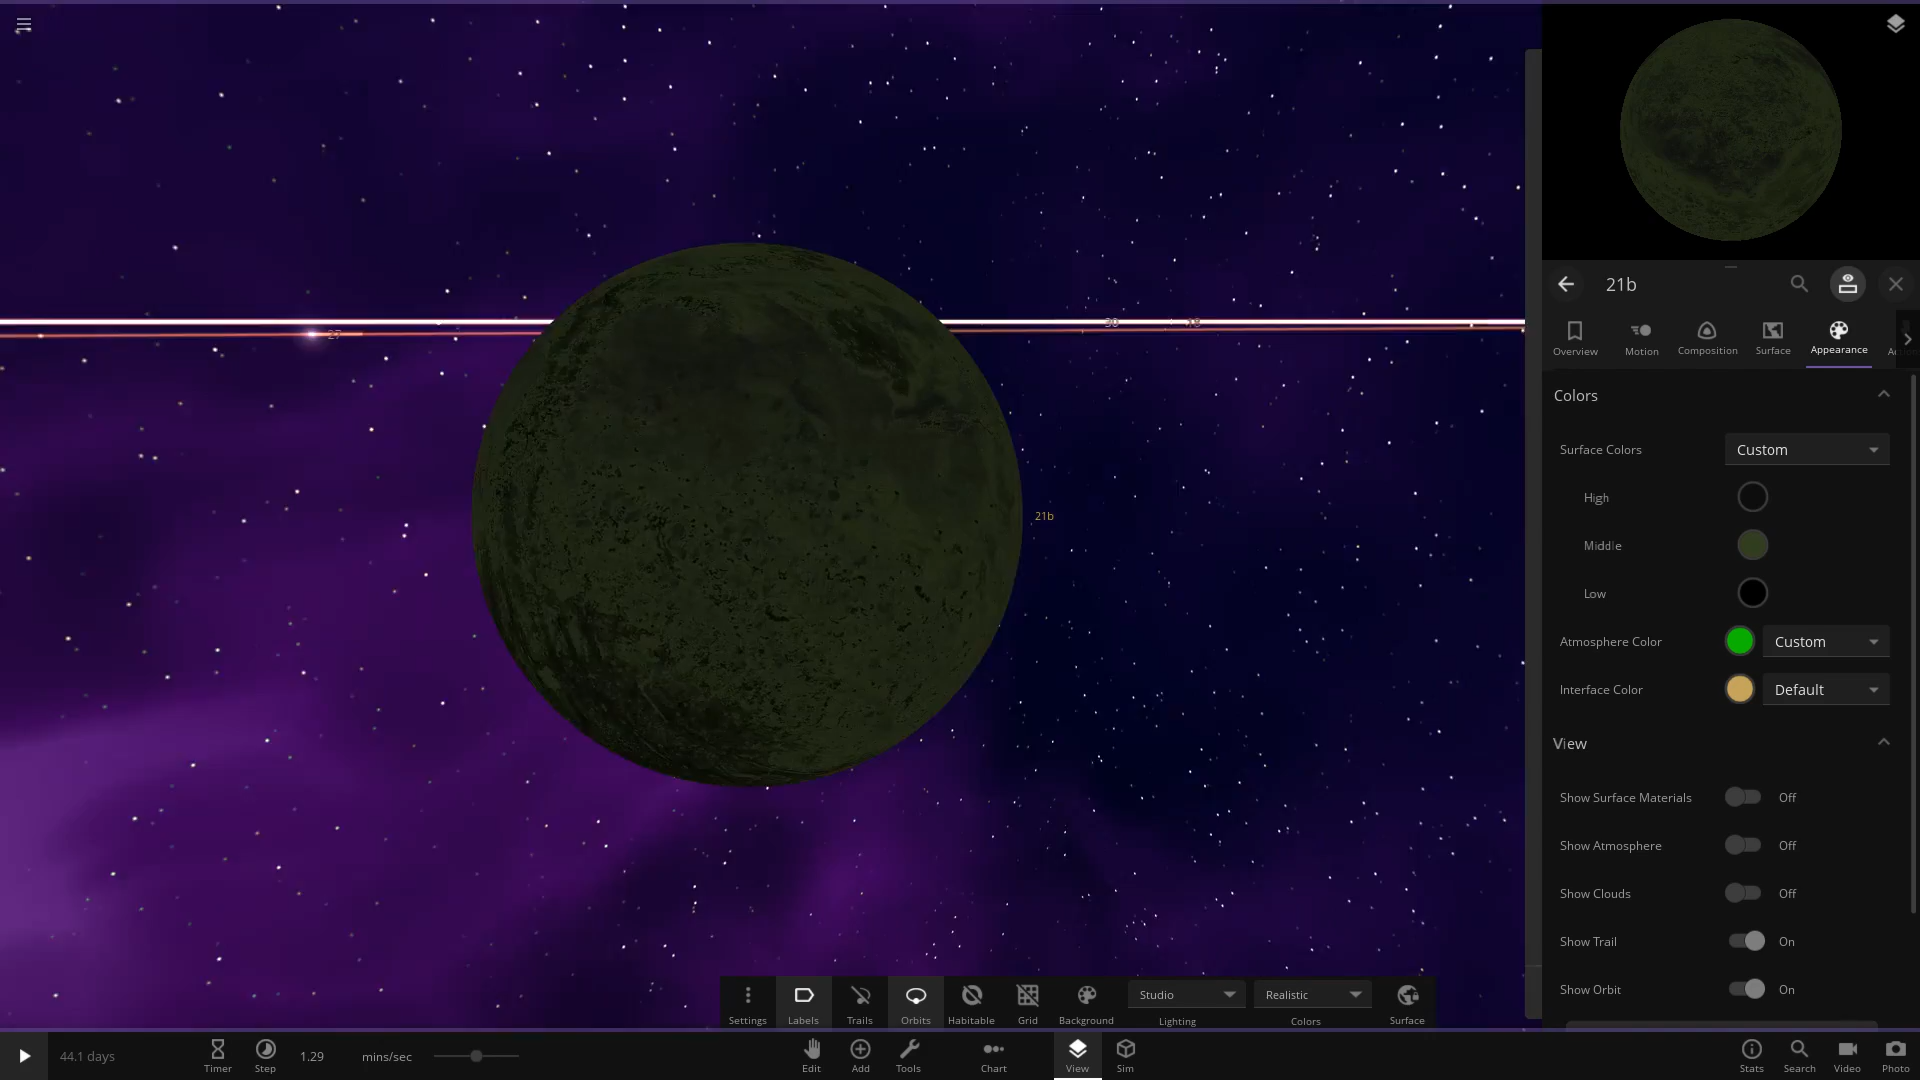 21b
Overview
Motion
Composition
Surface
Appearance
Colors
Surface Colors
Custom
High
Middle
Low
Atmosphere Color
Custom
Interface Color
Default
View
Show Surface Materials
Off
Show Atmosphere
Off
Show Clouds
Off
Show Trail
On
Show Orbit
On
27
30
18
21b
Settings
Labels
Trails
Orbits
Habitable
Grid
Background
Studio
Lighting
Realistic
Colors
Surface
44.1 days
Timer
Step
1.29
mins/sec
Edit
Add
Tools
Chart
View
Sim
Stats
Search
Video
Photo